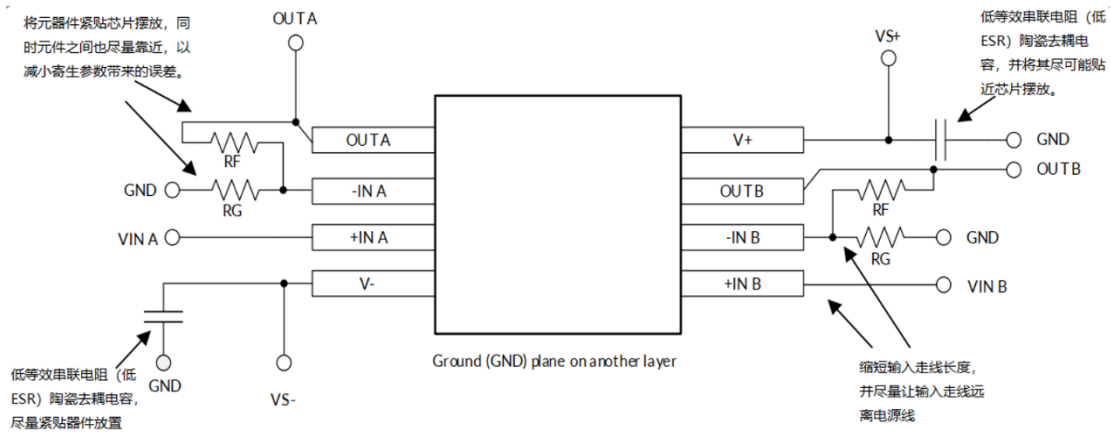 将元器件紧贴芯片摆放，同
时元件之间也尽量靠近，以
减小寄生参数带来的误差。
OUTA
VS+
低等效串联电阻（低
ESR）陶瓷去耦电
容，并将其尽可能贴
近芯片摆放。
OUTA
RF
GND
RG
-IN A
VIN A
+IN A
V-
V+
GND
OUTB
OUTB
RF
-IN B
GND
RG
+IN B
VIN B
Ground (GND) plane on another layer
低等效串联电阻（低
ESR）陶瓷去耦电容，
尽量紧贴器件放置
GND
VS-
缩短输入走线长度，
并尽量让输入走线远
离电源线